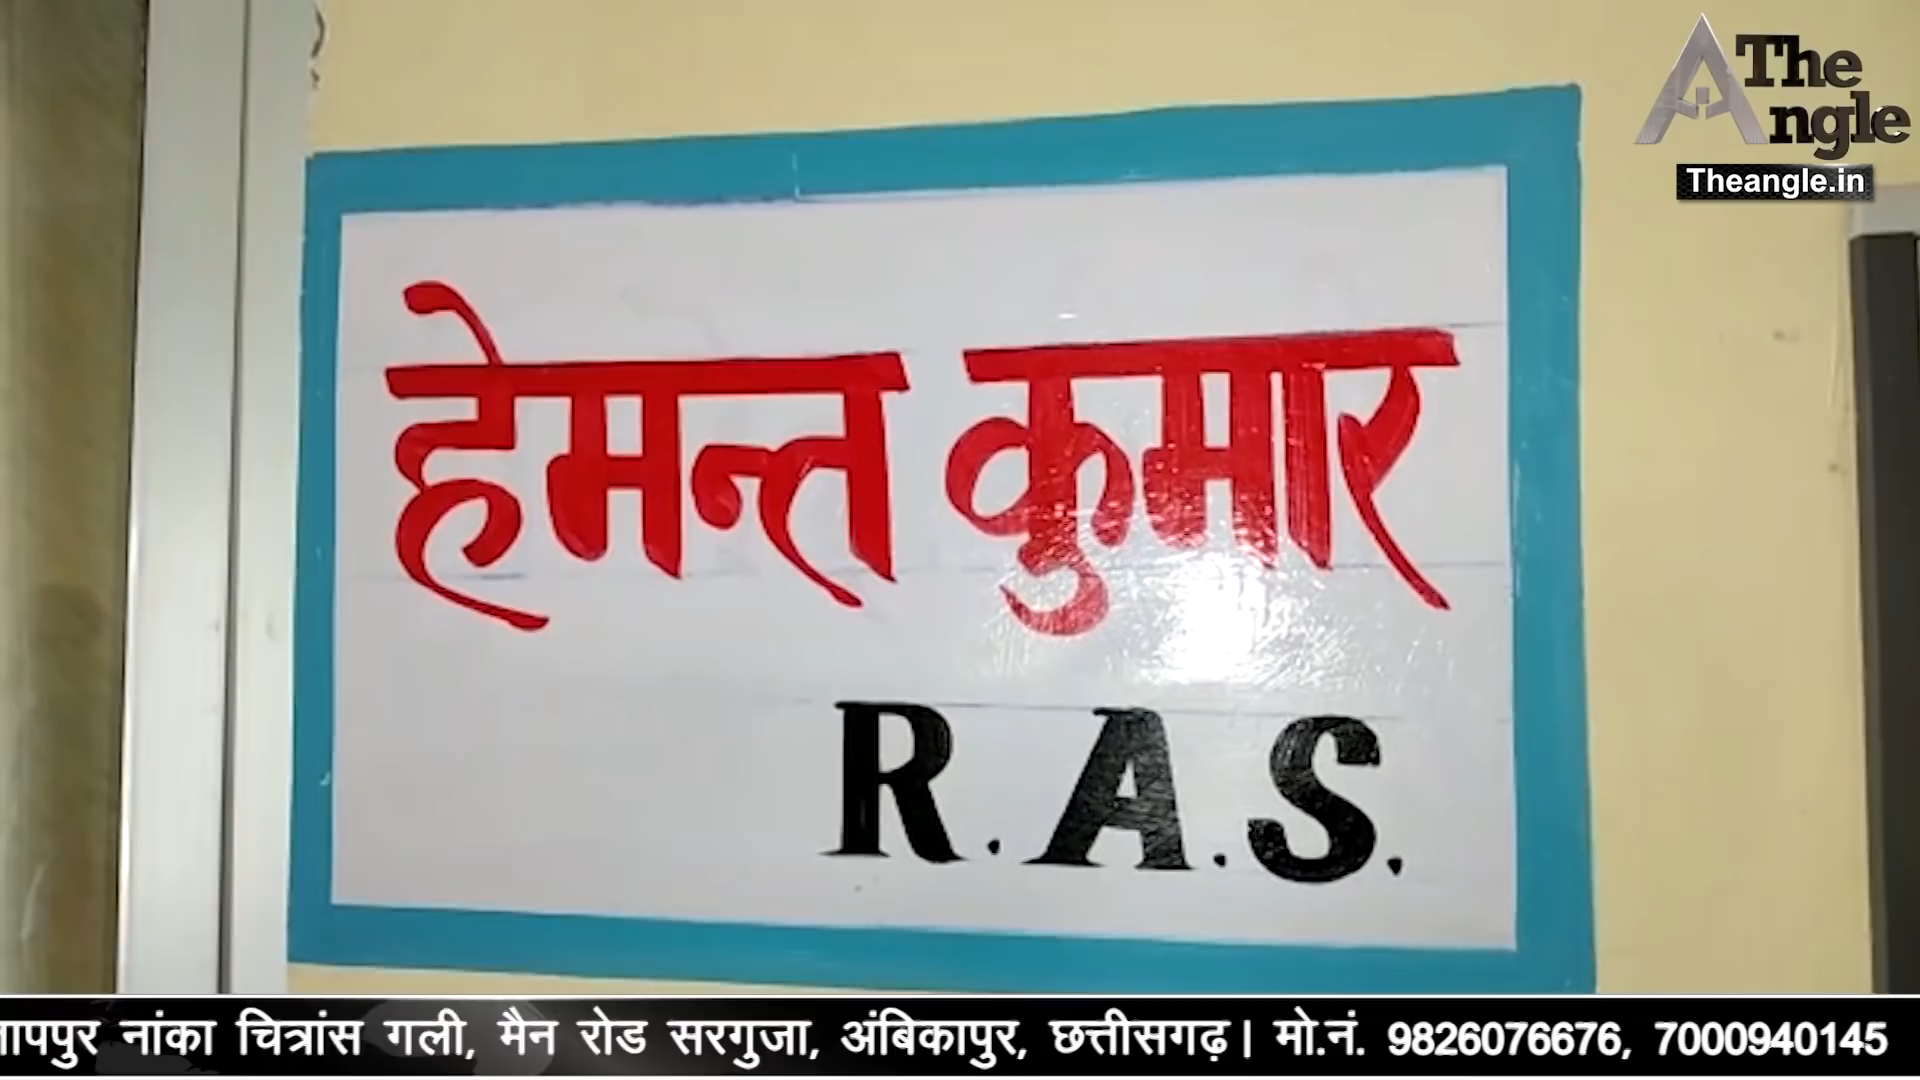 The
Angle
Theangle.in
हेमन्त कुमार
R.A.S.
नांका चित्रांस गली, मैन रोड सरगुजा, अंबिकापुर, छत्तीसगढ़| मो.नं. 9826076676, 7000940145